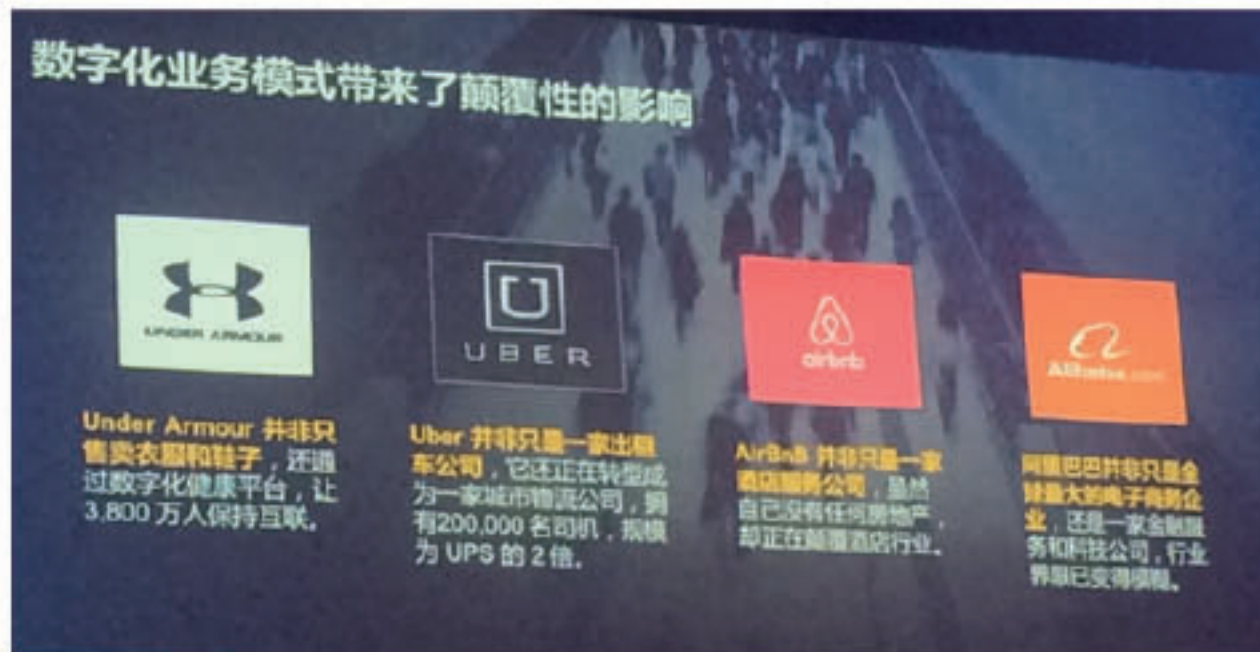 数字化业务模式带来了颠覆性的影响
UNDER ARMOUR
Under Armour 并非只
售卖衣服和鞋子，还通
过数字化健康平台，让
3,800 万人保持互联。
UBER
Uber 并非只是一家出租
车公司，它还正在转型成
为一家城市物流公司，拥
有200,000 名司机，规模
为 UPS 的 2 倍。
airbnb
AirBnB 并非只是一家
酒店服务公司，虽然
自己没有任何房地产，
却正在颠覆酒店行业。
Alibaba.com
阿里巴巴并非只是全
球最大的电子商务企
业，还是一家金融服
务和科技公司，行业
界限已变得模糊。